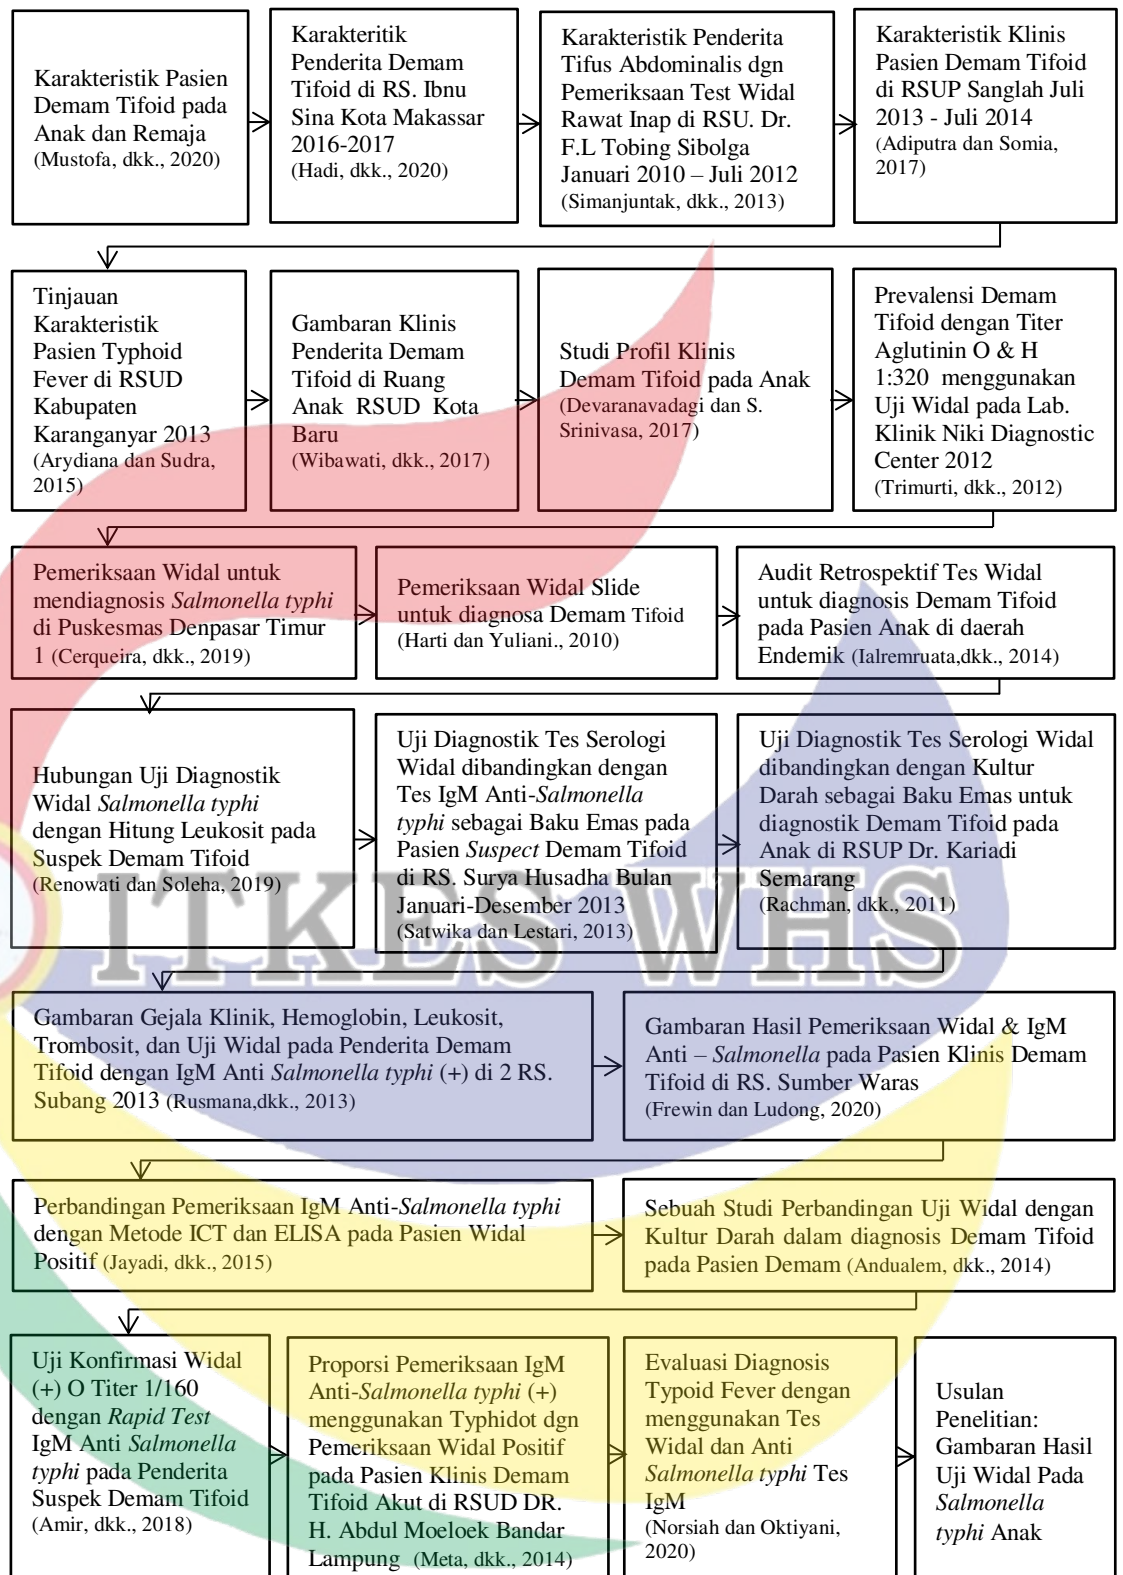 Karakteristik Pasien
Demam Tifoid pada
Anak dan Remaja
(Mustofa, dkk., 2020)
Karakteritik
Penderita Demam
Tifoid di RS. Ibnu
Sina Kota Makassar
2016-2017
(Hadi, dkk., 2020)
Karakteristik Penderita
Tifus Abdominalis dgn
Pemeriksaan Test Widal
Rawat Inap di RSU. Dr.
F.L Tobing Sibolga
Januari 2010 – Juli 2012
(Simanjuntak, dkk., 2013)
Karakteristik Klinis
Pasien Demam Tifoid
di RSUP Sanglah Juli
2013 - Juli 2014
(Adiputra dan Somia,
2017)
Tinjauan
Karakteristik
Pasien Typhoid
Fever di RSUD
Kabupaten
Karanganyar 2013
(Arydiana dan Sudra,
2015)
Gambaran Klinis
Penderita Demam
Tifoid di Ruang
Anak RSUD Kota
Baru
(Wibawati, dkk., 2017)
Studi Profil Klinis
Demam Tifoid pada Anak
(Devaranavadagi dan S.
Srinivasa, 2017)
Prevalensi Demam
Tifoid dengan Titer
Aglutinin O & H
1:320 menggunakan
Uji Widal pada Lab.
Klinik Niki Diagnostic
Center 2012
(Trimurti, dkk., 2012)
Pemeriksaan Widal untuk
mendiagnosis Salmonella typhi
di Puskesmas Denpasar Timur
1 (Cerqueira, dkk., 2019)
Pemeriksaan Widal Slide
untuk diagnosa Demam Tifoid
(Harti dan Yuliani., 2010)
Audit Retrospektif Tes Widal
untuk diagnosis Demam Tifoid
pada Pasien Anak di daerah
Endemik (Ialremruata,dkk., 2014)
Hubungan Uji Diagnostik
Widal Salmonella typhi
dengan Hitung Leukosit pada
Suspek Demam Tifoid
(Renowati dan Soleha, 2019)
Uji Diagnostik Tes Serologi
Widal dibandingkan dengan
Tes IgM Anti-Salmonella
typhi sebagai Baku Emas pada
Pasien Suspect Demam Tifoid
di RS. Surya Husadha Bulan
Januari-Desember 2013
(Satwika dan Lestari, 2013)
Uji Diagnostik Tes Serologi Widal
dibandingkan dengan Kultur
Darah sebagai Baku Emas untuk
diagnostik Demam Tifoid pada
Anak di RSUP Dr. Kariadi
Semarang
(Rachman, dkk., 2011)
ITKES WHS
Gambaran Gejala Klinik, Hemoglobin, Leukosit,
Trombosit, dan Uji Widal pada Penderita Demam
Tifoid dengan IgM Anti Salmonella typhi (+) di 2 RS.
Subang 2013 (Rusmana,dkk., 2013)
Gambaran Hasil Pemeriksaan Widal & IgM
Anti – Salmonella pada Pasien Klinis Demam
Tifoid di RS. Sumber Waras
(Frewin dan Ludong, 2020)
Perbandingan Pemeriksaan IgM Anti-Salmonella typhi
dengan Metode ICT dan ELISA pada Pasien Widal
Positif (Jayadi, dkk., 2015)
Sebuah Studi Perbandingan Uji Widal dengan
Kultur Darah dalam diagnosis Demam Tifoid
pada Pasien Demam (Andualem, dkk., 2014)
Uji Konfirmasi Widal
(+) O Titer 1/160
dengan Rapid Test
IgM Anti Salmonella
typhi pada Penderita
Suspek Demam Tifoid
(Amir, dkk., 2018)
Proporsi Pemeriksaan IgM
Anti-Salmonella typhi (+)
menggunakan Typhidot dgn
Pemeriksaan Widal Positif
pada Pasien Klinis Demam
Tifoid Akut di RSUD DR.
H. Abdul Moeloek Bandar
Lampung (Meta, dkk., 2014)
Evaluasi Diagnosis
Typoid Fever dengan
menggunakan Tes
Widal dan Anti
Salmonella typhi Tes
IgM
(Norsiah dan Oktiyani,
2020)
Usulan
Penelitian:
Gambaran Hasil
Uji Widal Pada
Salmonella
typhi Anak